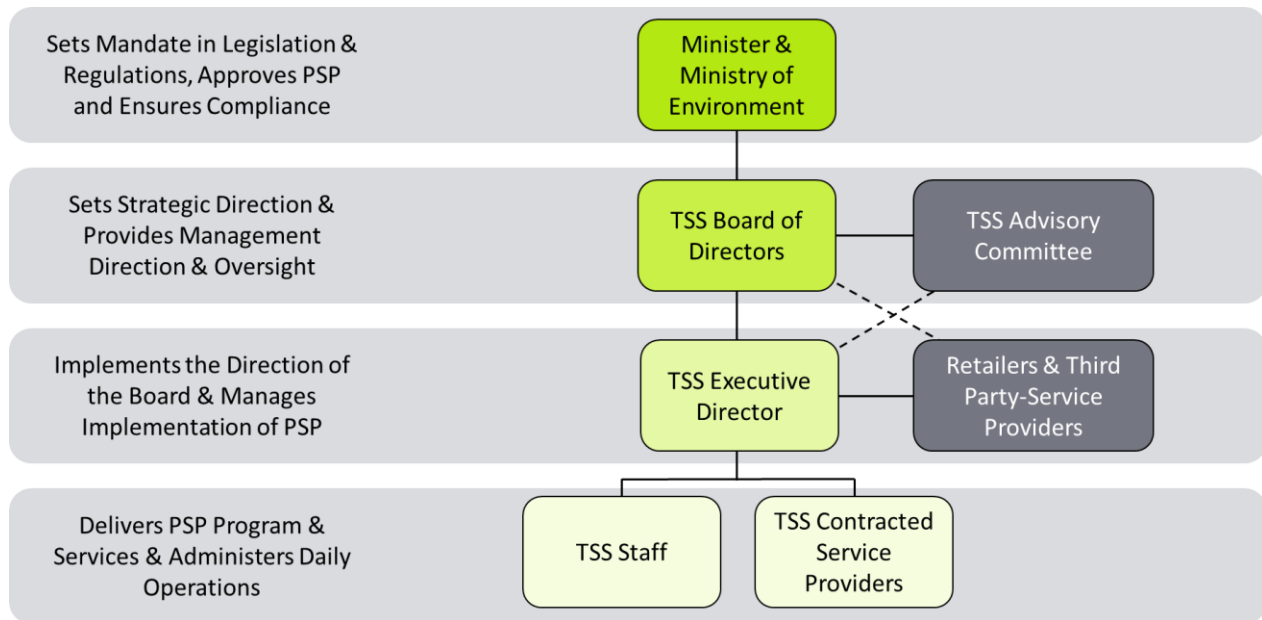 Sets Mandate in Legislation &
Regulations, Approves PSP
and Ensures Compliance
Minister &
Ministry of
Environment
Sets Strategic Direction &
Provides Management
Direction & Oversight
TSS Board of
Directors
TSS Advisory
Committee
Implements the Direction of
the Board & Manages
Implementation of PSP
TSS Executive
Director
Retailers & Third
Party-Service
Providers
Delivers PSP Program &
Services & Administers Daily
Operations
TSS Staff
TSS Contracted
Service
Providers